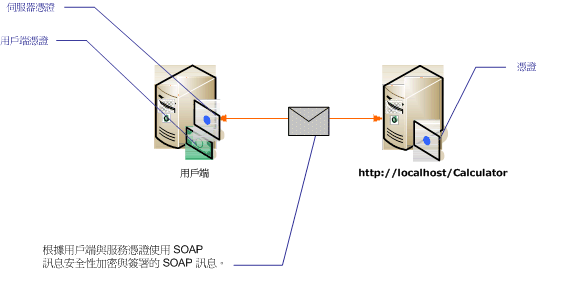 伺服器憑證
用戶端憑證
憑證
用戶端
http://localhost/Calculator
根據用戶端與服務憑證使用 SOAP
訊息安全性加密與簽署的 SOAP 訊息。